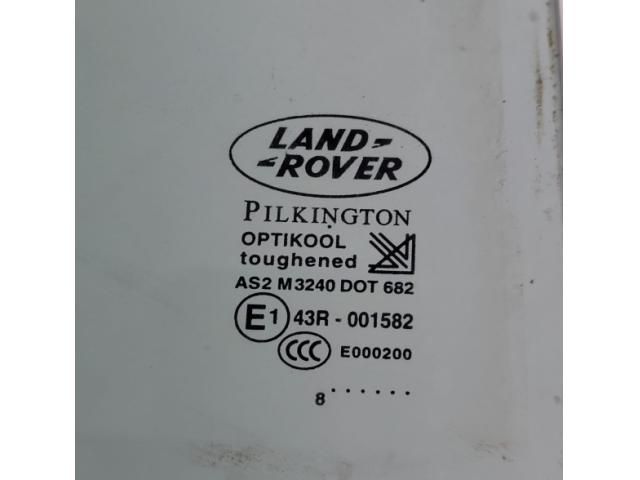 LAND-
-ROVER
PILKINGTON
OPTIKOOL
toughened
AS2 M3240 DOT 682
E1 43R - 001582
CCC E000200
8 ......